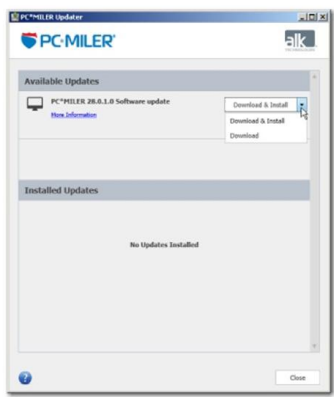 PC*MILER Updater
PC·MILER®
alk
TECHNOLOGIES
Available Updates
PC*MILER 28.0.1.0 Software update
Download & Install
More Information
Download & Install
Download
Installed Updates
No Updates Installed
?
Close